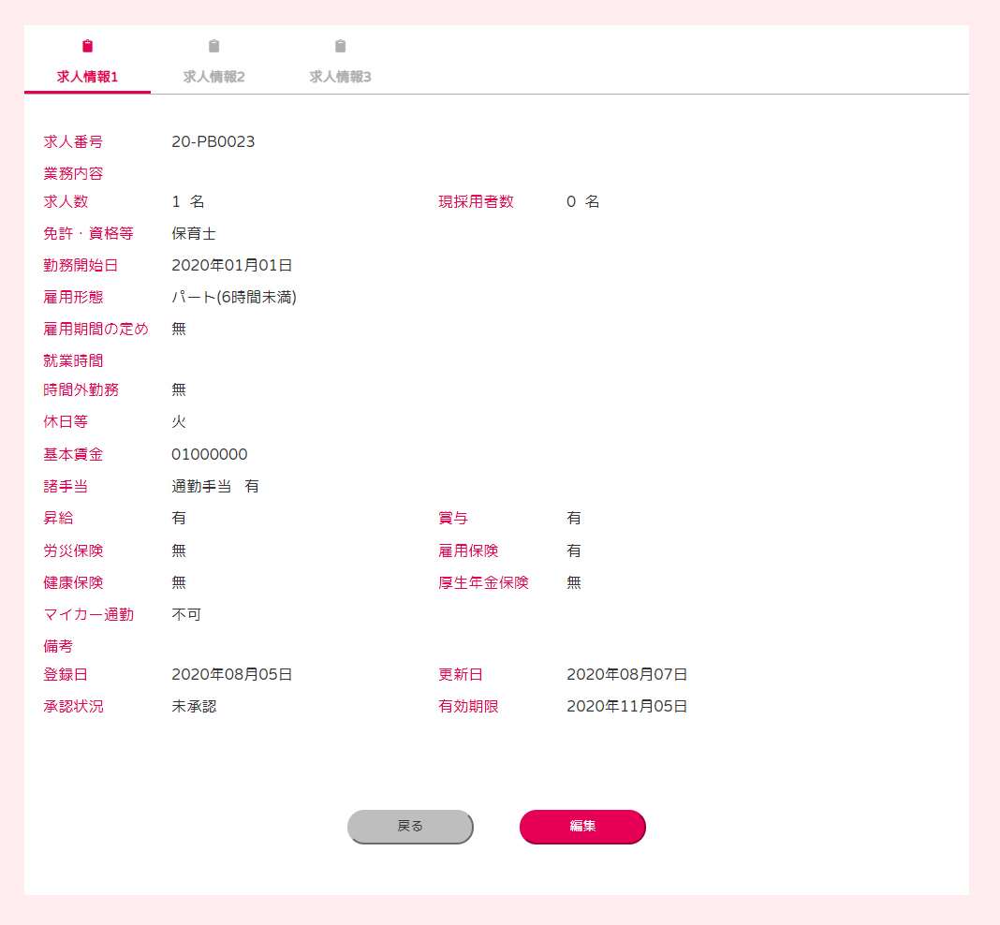 求人情報1 求人情報2 求人情報3
求人番号 20-PB0023
業務内容
求人数 1 名 現採用者数 0 名
免許・資格等 保育士
勤務開始日 2020年01月01日
雇用形態 パート(6時間未満)
雇用期間の定め 無
就業時間
時間外勤務 無
休日等 火
基本賃金 01000000
諸手当 通勤手当 有
昇給 有 賞与 有
労災保険 無 雇用保険 有
健康保険 無 厚生年金保険 無
マイカー通勤 不可
備考
登録日 2020年08月05日 更新日 2020年08月07日
承認状況 未承認 有効期限 2020年11月05日
戻る 編集